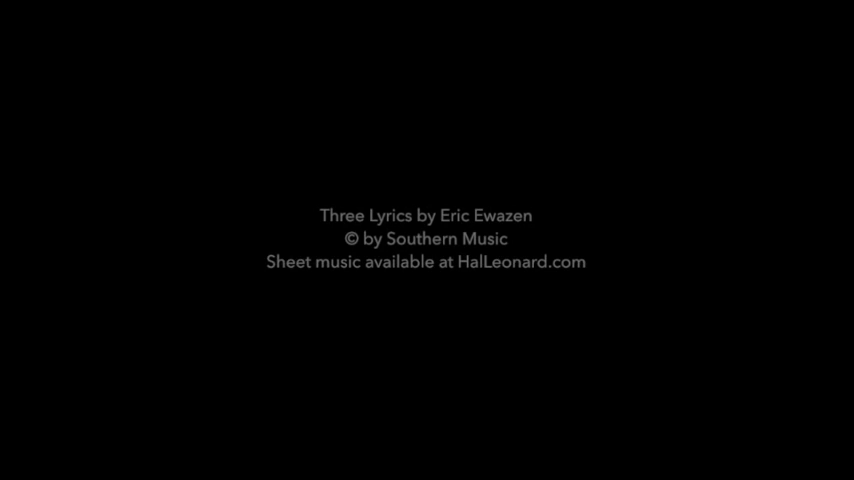 Three Lyrics by Eric Ewazen
© by Southern Music
Sheet music available at HalLeonard.com